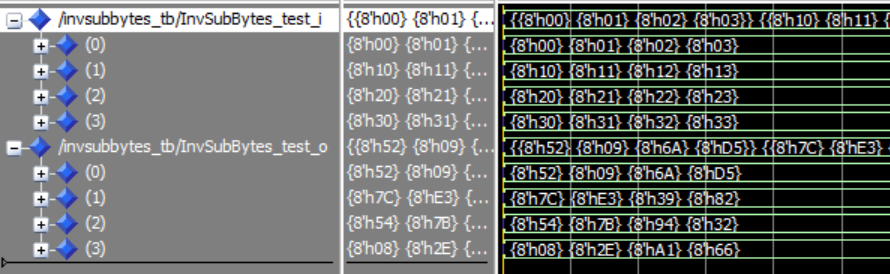 /invsubbytes_tb/InvSubBytes_test_i {{8'h00} {8'h01} {... {{8'h00} {8'h01} {8'h02} {8'h03}} {{8'h10} {8'h11} {
(0) {8'h00} {8'h01} {... {8'h00} {8'h01} {8'h02} {8'h03}
(1) {8'h10} {8'h11} {... {8'h10} {8'h11} {8'h12} {8'h13}
(2) {8'h20} {8'h21} {... {8'h20} {8'h21} {8'h22} {8'h23}
(3) {8'h30} {8'h31} {... {8'h30} {8'h31} {8'h32} {8'h33}
/invsubbytes_tb/InvSubBytes_test_o {{8'h52} {8'h09} {... {{8'h52} {8'h09} {8'h6A} {8'hD5}} {{8'h7C} {8'hE3} {
(0) {8'h52} {8'h09} {... {8'h52} {8'h09} {8'h6A} {8'hD5}
(1) {8'h7C} {8'hE3} {... {8'h7C} {8'hE3} {8'h39} {8'h82}
(2) {8'h54} {8'h7B} {... {8'h54} {8'h7B} {8'h94} {8'h32}
(3) {8'h08} {8'h2E} {... {8'h08} {8'h2E} {8'hA1} {8'h66}